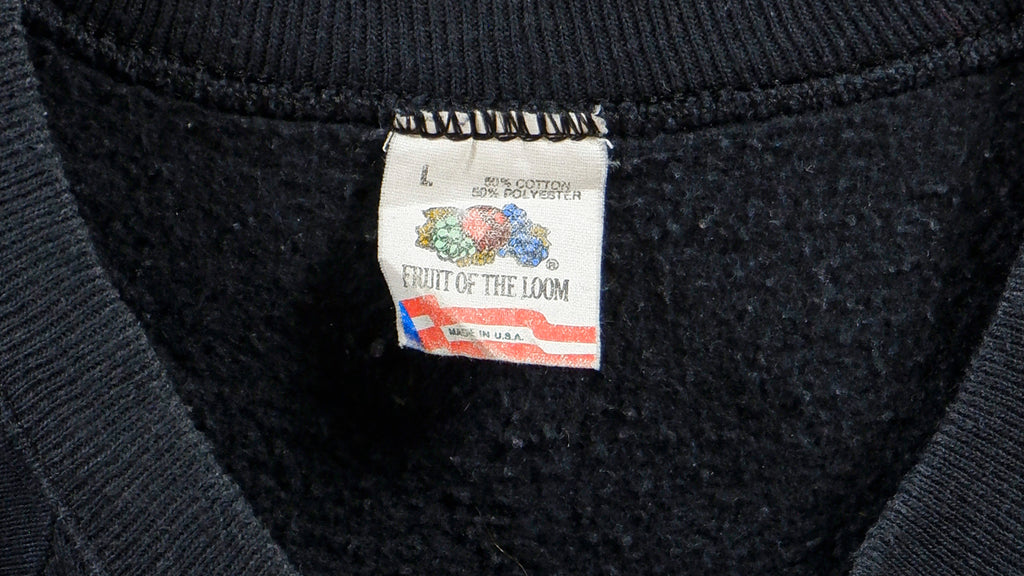 L
50% COTTON
50% POLYESTER
®
FRUIT OF THE LOOM
MADE IN U.S.A.